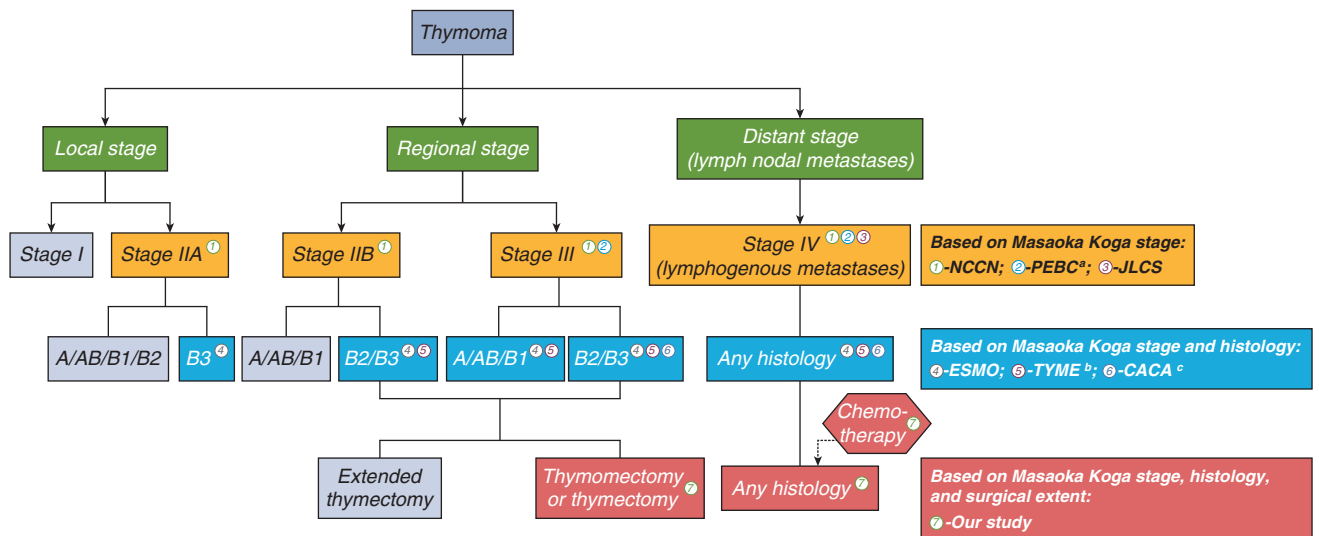 Thymoma
Local stage
Regional stage
Distant stage
(lymph nodal metastases)
Stage I
Stage IIA ①
Stage IIB ①
Stage III ① ②
Stage IV ① ② ③
(lymphogenous metastases)
Based on Masaoka Koga stage:
①-NCCN; ②-PEBCᵃ; ③-JLCS
A/AB/B1/B2
B3 ④
A/AB/B1
B2/B3 ④ ⑤
A/AB/B1 ④ ⑤
B2/B3 ④ ⑤ ⑥
Any histology ④ ⑤ ⑥
Based on Masaoka Koga stage and histology:
④-ESMO; ⑤-TYME ᵇ; ⑥-CACA ᶜ
Chemo-
therapy ⑦
Extended
thymectomy
Thymomectomy
or thymectomy ⑦
Any histology ⑦
Based on Masaoka Koga stage, histology,
and surgical extent:
⑦-Our study